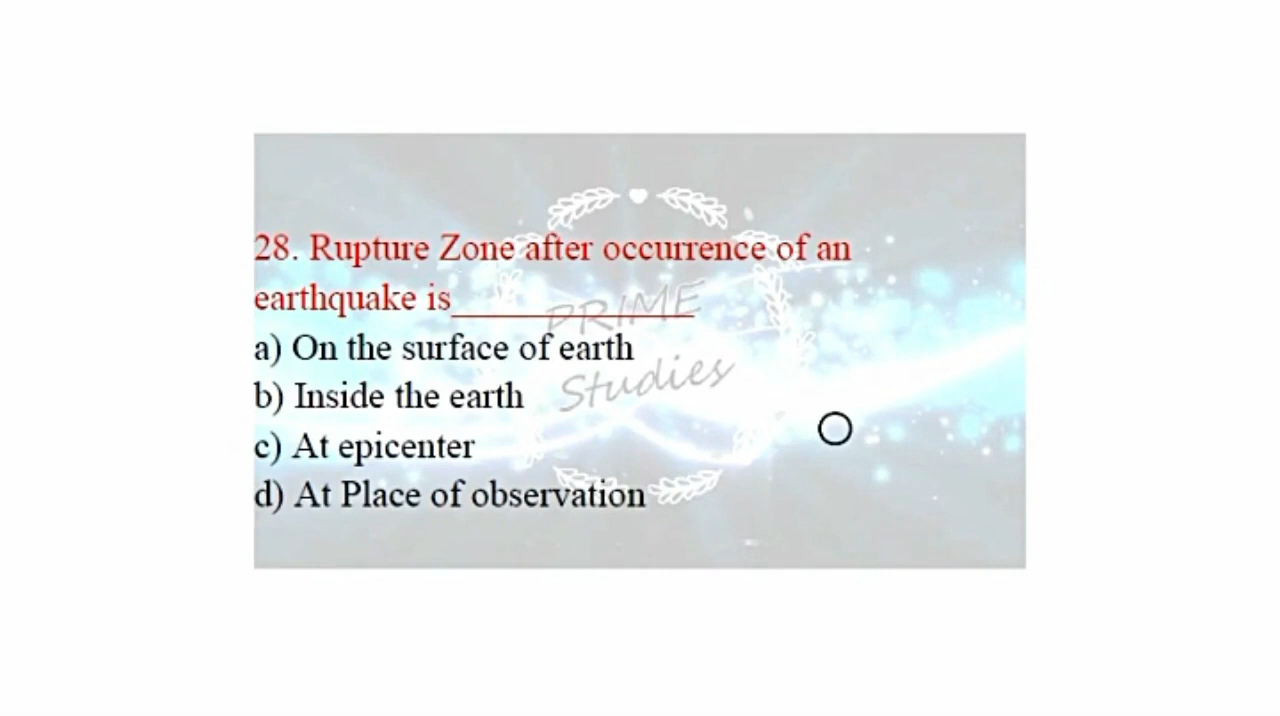 28. Rupture Zone after occurrence of an
earthquake is______________
PRIME
a) On the surface of earth
Studies
b) Inside the earth
c) At epicenter
d) At Place of observation